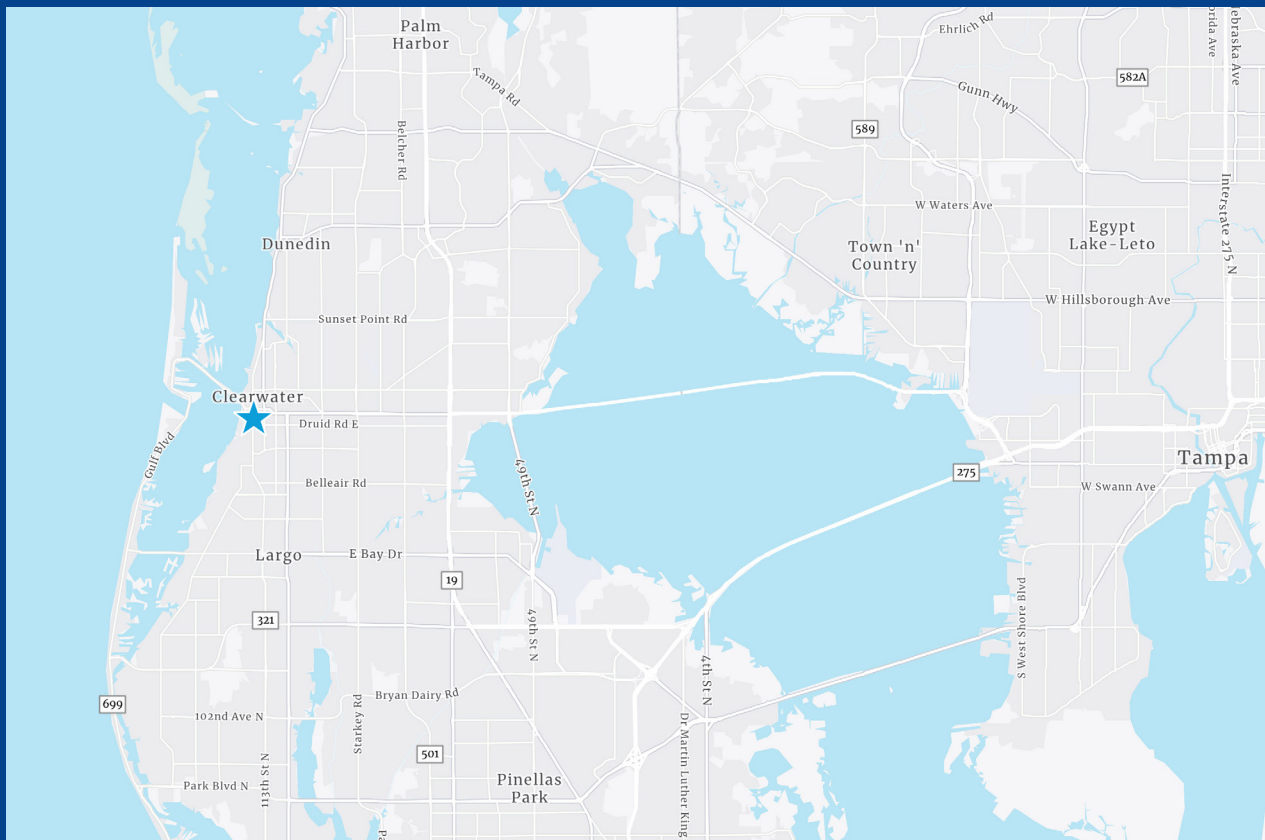 Palm
Harbor
Ehrlich Rd
orida Ave
ebraska Ave
Tampa Rd
582A
Gunn Hwy
589
Belcher Rd
W Waters Ave
Interstate 275 N
Egypt
Lake-Leto
Dunedin
Town 'n'
Country
W Hillsborough Ave
Sunset Point Rd
Clearwater
Druid Rd E
Gulf Blvd
Tampa
275
49th St N
Belleair Rd
W Swann Ave
Largo
E Bay Dr
19
S West Shore Blvd
321
49th St N
4th St N
Bryan Dairy Rd
699
102nd Ave N
Starkey Rd
Dr Martin Luther King
501
113th St N
Pinellas
Park
Park Blvd N